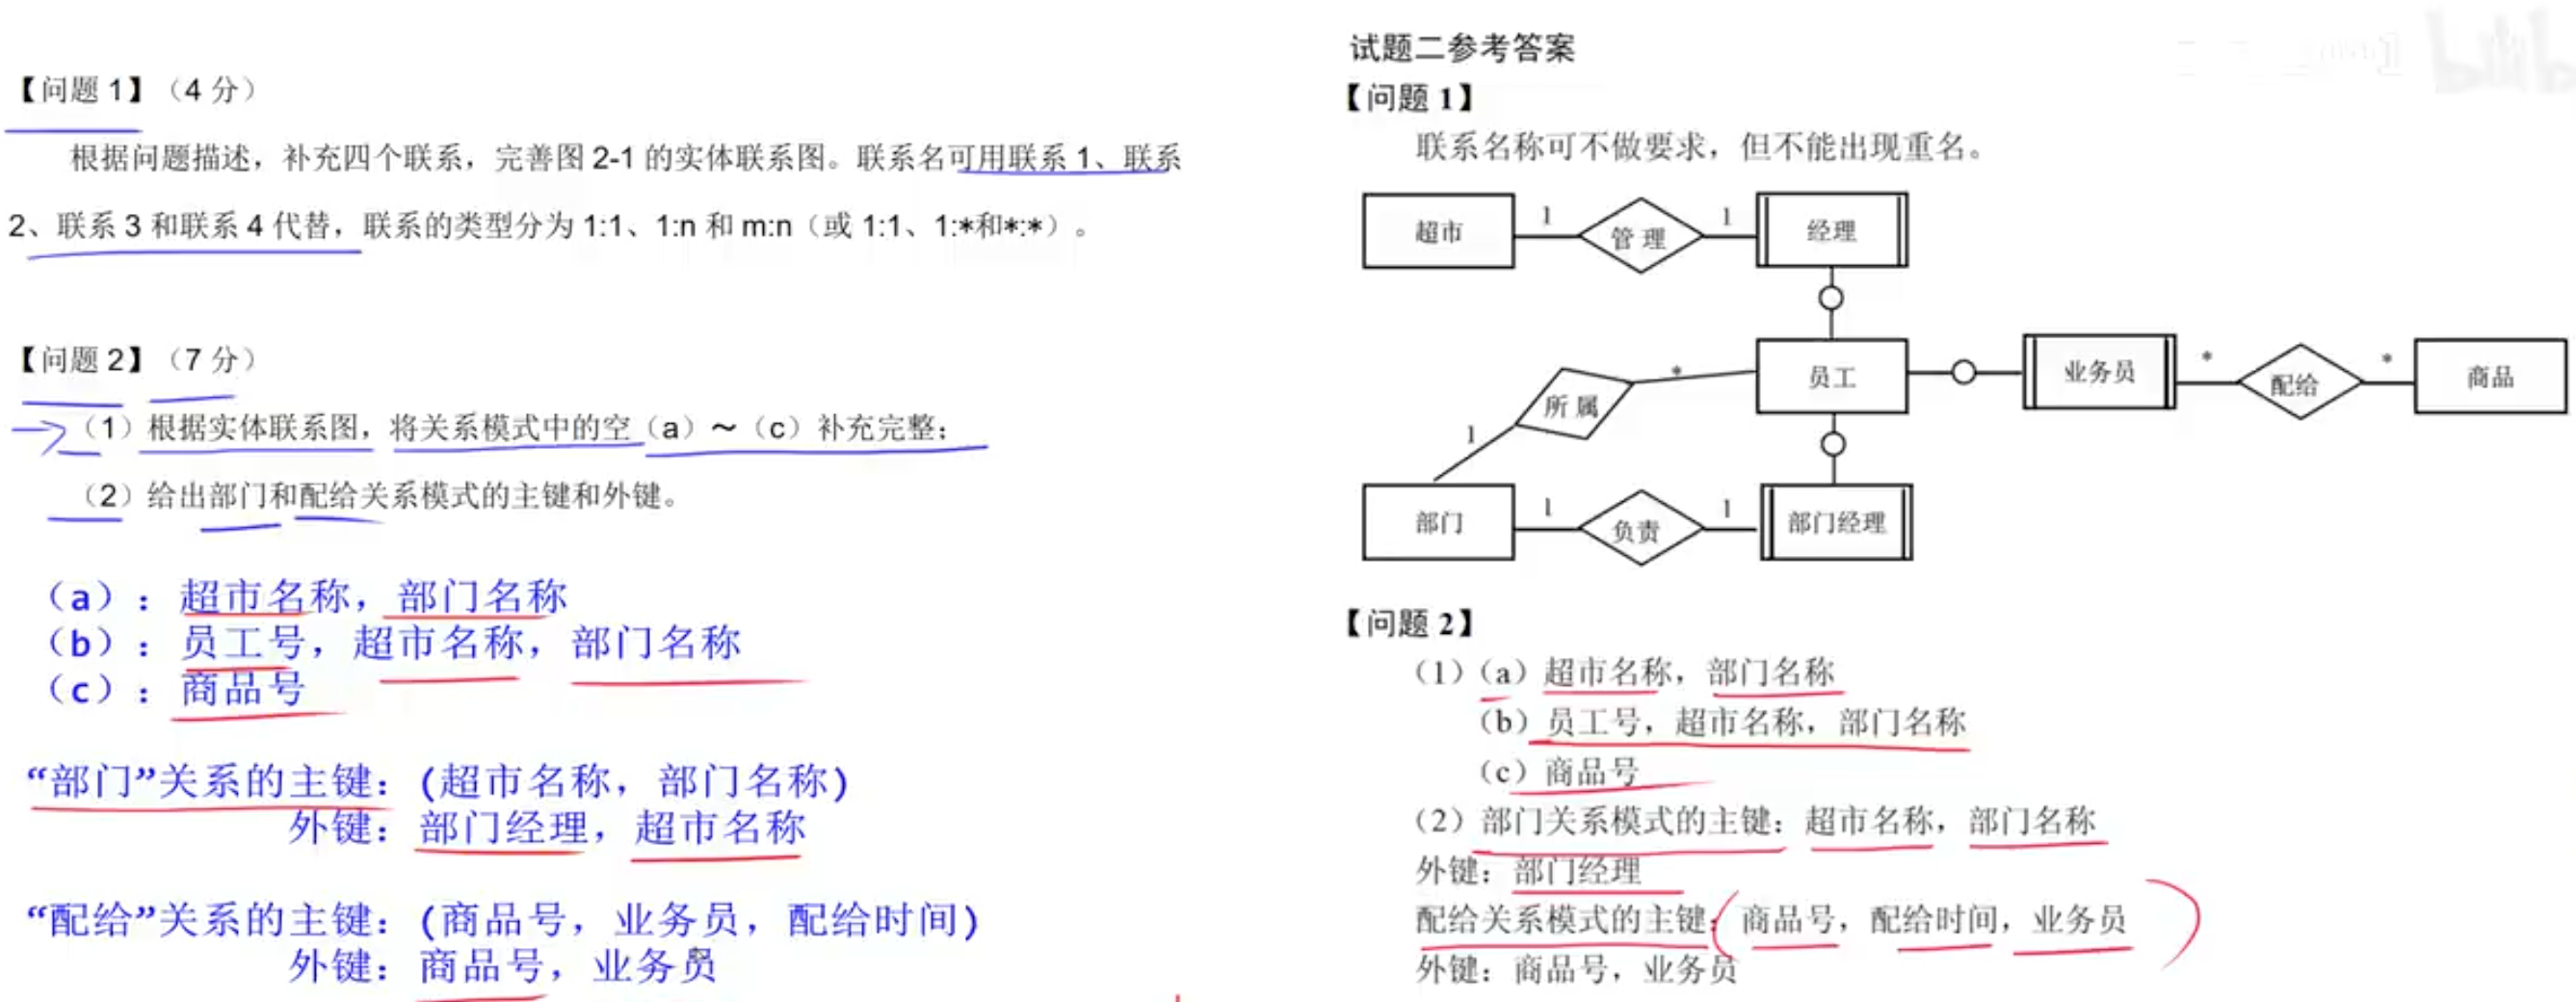 【问题 1】（4 分）
根据问题描述，补充四个联系，完善图 2-1 的实体联系图。联系名可用联系 1、联系
2、联系 3 和联系 4 代替，联系的类型分为 1:1、1:n 和 m:n（或 1:1、1:*和*:*）。
【问题 2】（7 分）
（1）根据实体联系图，将关系模式中的空（a）～（c）补充完整；
（2）给出部门和配给关系模式的主键和外键。
（a）：超市名称，部门名称
（b）：员工号，超市名称，部门名称
（c）：商品号
“部门”关系的主键：(超市名称，部门名称)
外键：部门经理，超市名称
“配给”关系的主键：(商品号，业务员，配给时间)
外键：商品号，业务员
试题二参考答案
【问题 1】
联系名称可不做要求，但不能出现重名。
超市 1 管理 1 经理
员工 业务员 * 配给 * 商品
所属 *
1
部门 1 负责 1 部门经理
【问题 2】
（1）（a）超市名称，部门名称
（b）员工号，超市名称，部门名称
（c）商品号
（2）部门关系模式的主键：超市名称，部门名称
外键：部门经理
配给关系模式的主键：商品号，配给时间，业务员
外键：商品号，业务员